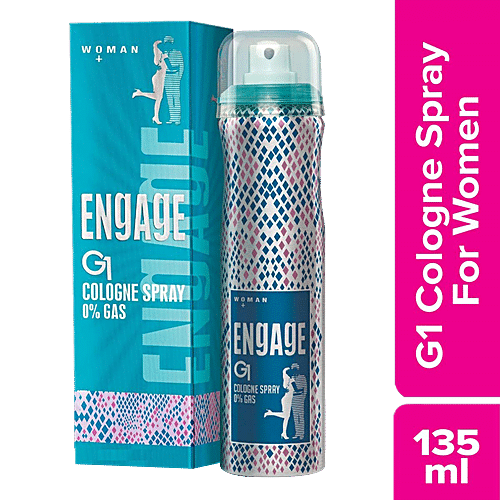 WOMAN
+
ENGAGE
ENGAGE
G1
COLOGNE SPRAY
0% GAS
WOMAN
+
ENGAGE
G1
COLOGNE SPRAY
0% GAS
G1 Cologne Spray
For Women
135
ml